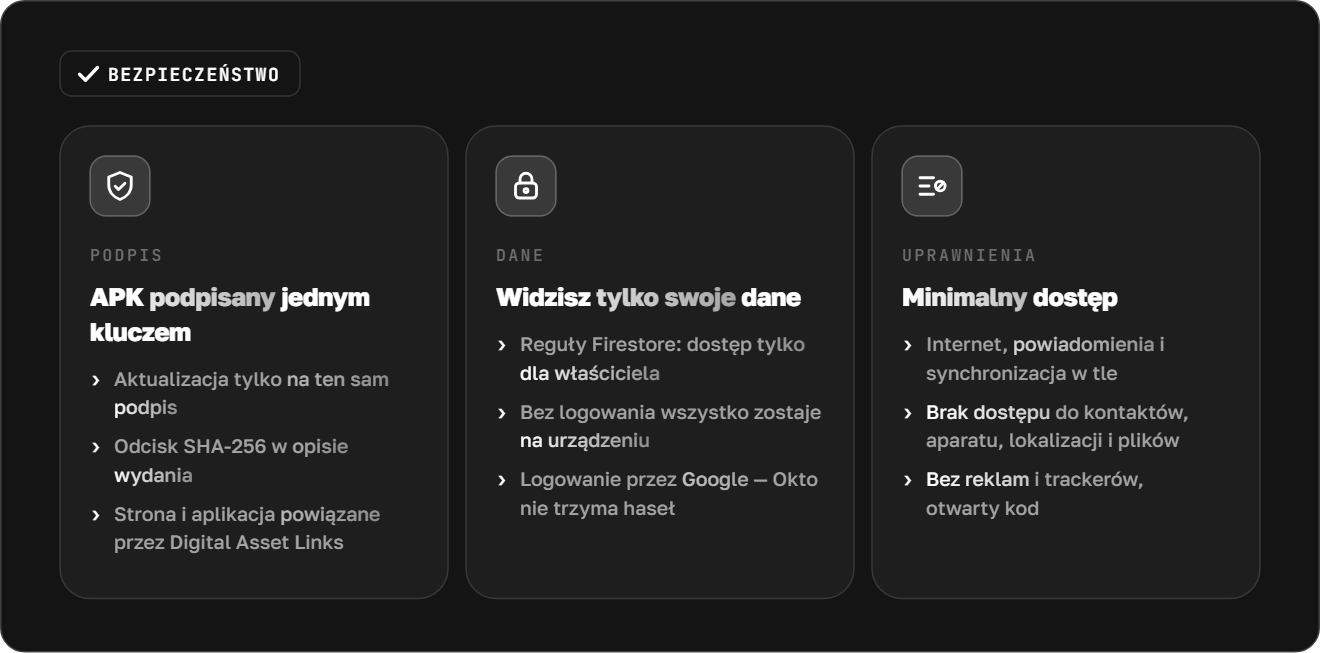 BEZPIECZEŃSTWO
PODPIS
APK podpisany jednym
kluczem
› Aktualizacja tylko na ten sam
podpis
› Odcisk SHA-256 w opisie
wydania
› Strona i aplikacja powiązane
przez Digital Asset Links
DANE
Widzisz tylko swoje dane
› Reguły Firestore: dostęp tylko
dla właściciela
› Bez logowania wszystko zostaje
na urządzeniu
› Logowanie przez Google — Okto
nie trzyma haseł
UPRAWNIENIA
Minimalny dostęp
› Internet, powiadomienia i
synchronizacja w tle
› Brak dostępu do kontaktów,
aparatu, lokalizacji i plików
› Bez reklam i trackerów,
otwarty kod